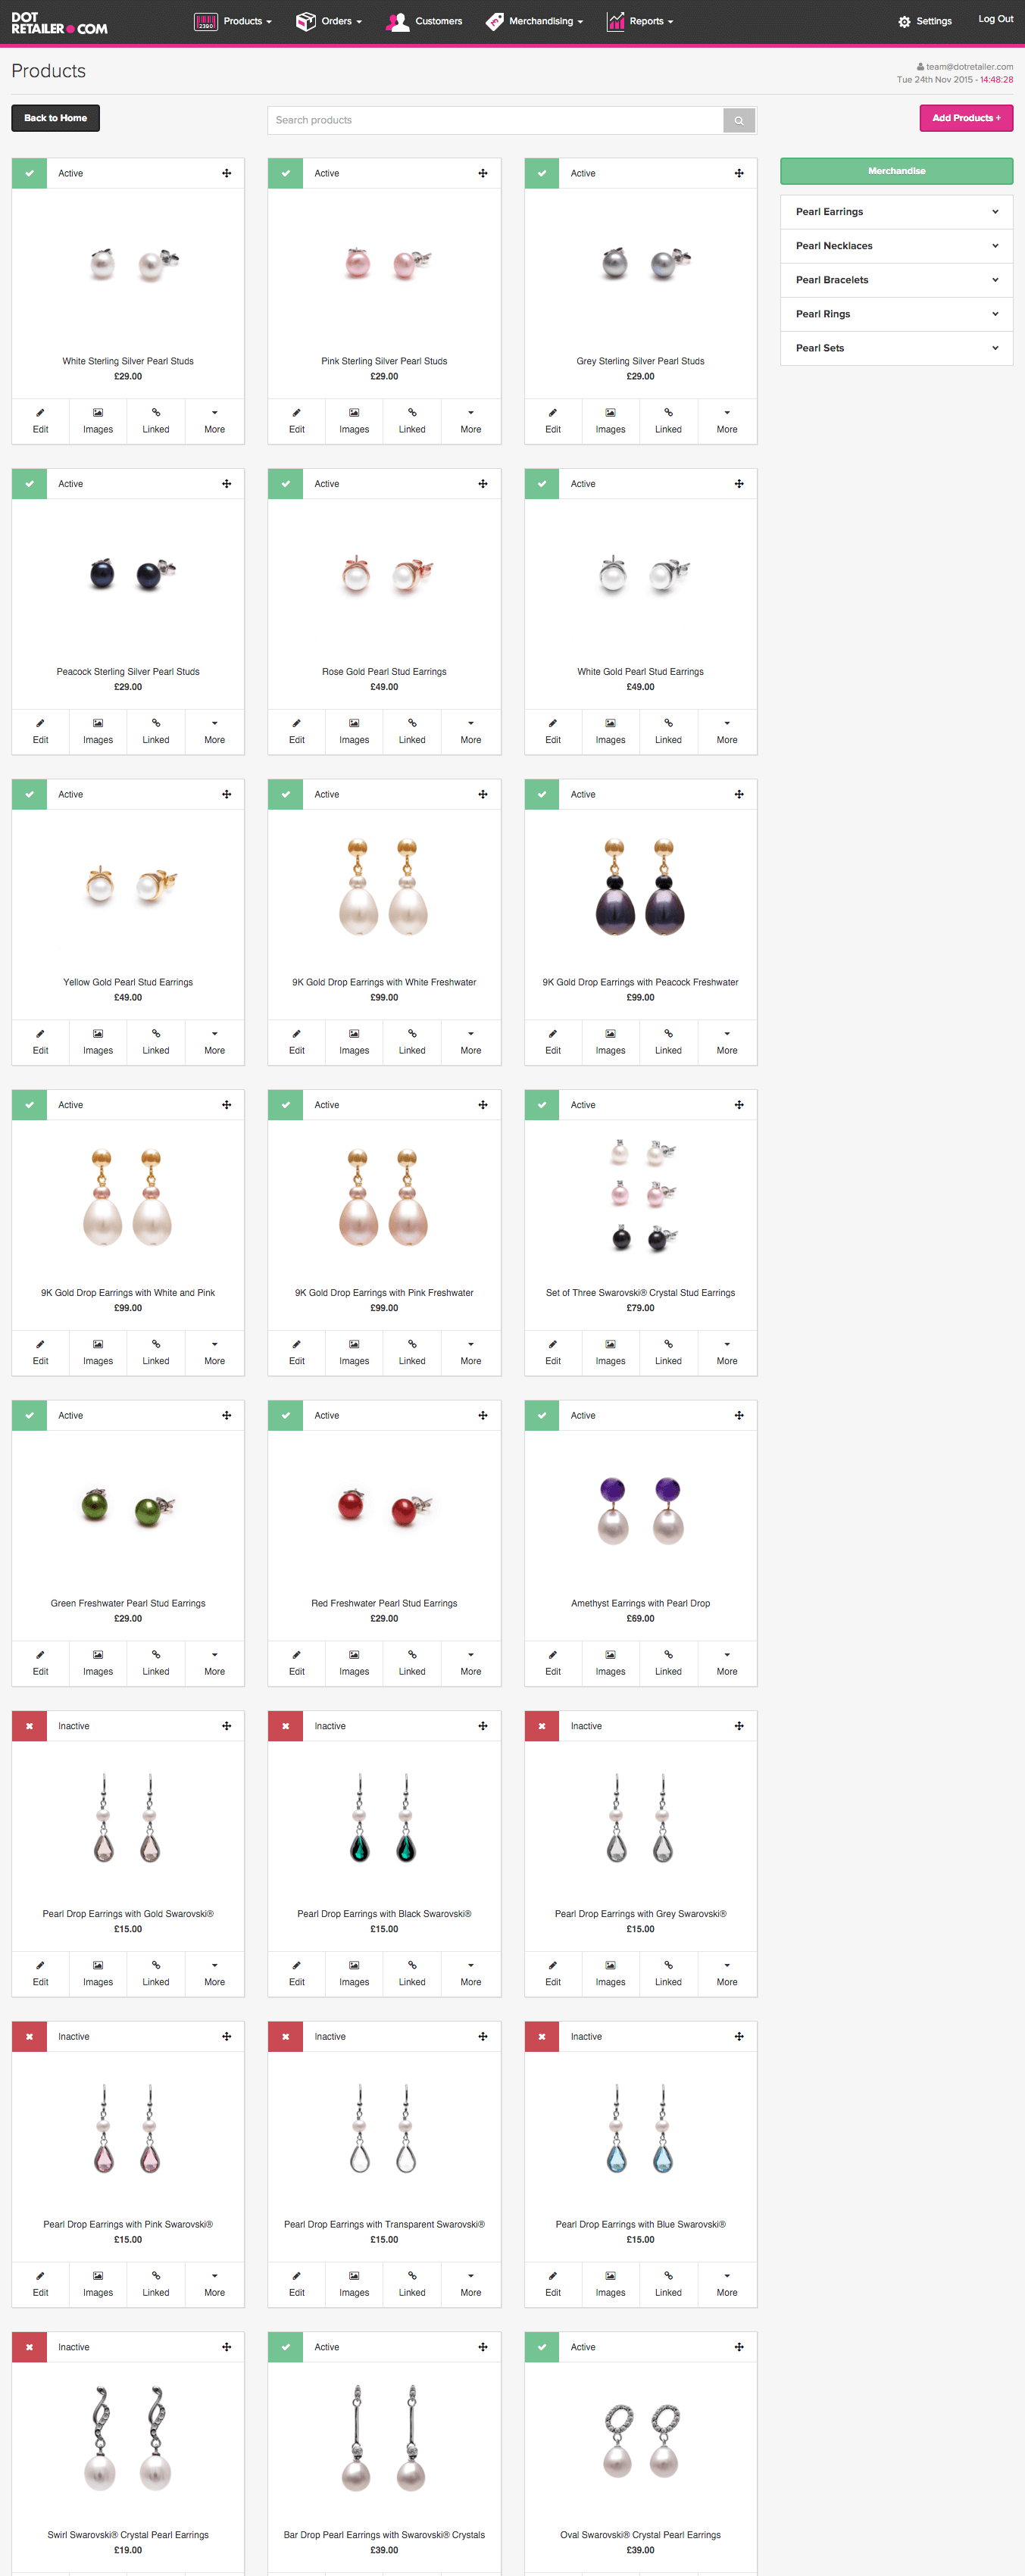 DOT
RETAILER.COM
2390
Products
Orders
Customers
Merchandising
Reports
Settings
Log Out
Products
team@dotretailer.com
Tue 24th Nov 2015 - 14:48:28
Back to Home
Search products
Add Products +
Merchandise
Pearl Earrings
Pearl Necklaces
Pearl Bracelets
Pearl Rings
Pearl Sets
Active
Active
Active
White Sterling Silver Pearl Studs
£29.00
Pink Sterling Silver Pearl Studs
£29.00
Grey Sterling Silver Pearl Studs
£29.00
Edit Images Linked More
Edit Images Linked More
Edit Images Linked More
Active
Active
Active
Peacock Sterling Silver Pearl Studs
£29.00
Rose Gold Pearl Stud Earrings
£49.00
White Gold Pearl Stud Earrings
£49.00
Edit Images Linked More
Edit Images Linked More
Edit Images Linked More
Active
Active
Active
Yellow Gold Pearl Stud Earrings
£49.00
9K Gold Drop Earrings with White Freshwater
£99.00
9K Gold Drop Earrings with Peacock Freshwater
£99.00
Edit Images Linked More
Edit Images Linked More
Edit Images Linked More
Active
Active
Active
9K Gold Drop Earrings with White and Pink
£99.00
9K Gold Drop Earrings with Pink Freshwater
£99.00
Set of Three Swarovski® Crystal Stud Earrings
£79.00
Edit Images Linked More
Edit Images Linked More
Edit Images Linked More
Active
Active
Active
Green Freshwater Pearl Stud Earrings
£29.00
Red Freshwater Pearl Stud Earrings
£29.00
Amethyst Earrings with Pearl Drop
£69.00
Edit Images Linked More
Edit Images Linked More
Edit Images Linked More
Inactive
Inactive
Inactive
Pearl Drop Earrings with Gold Swarovski®
£15.00
Pearl Drop Earrings with Black Swarovski®
£15.00
Pearl Drop Earrings with Grey Swarovski®
£15.00
Edit Images Linked More
Edit Images Linked More
Edit Images Linked More
Inactive
Inactive
Inactive
Pearl Drop Earrings with Pink Swarovski®
£15.00
Pearl Drop Earrings with Transparent Swarovski®
£15.00
Pearl Drop Earrings with Blue Swarovski®
£15.00
Edit Images Linked More
Edit Images Linked More
Edit Images Linked More
Inactive
Active
Active
Swirl Swarovski® Crystal Pearl Earrings
£19.00
Bar Drop Pearl Earrings with Swarovski® Crystals
£39.00
Oval Swarovski® Crystal Pearl Earrings
£39.00